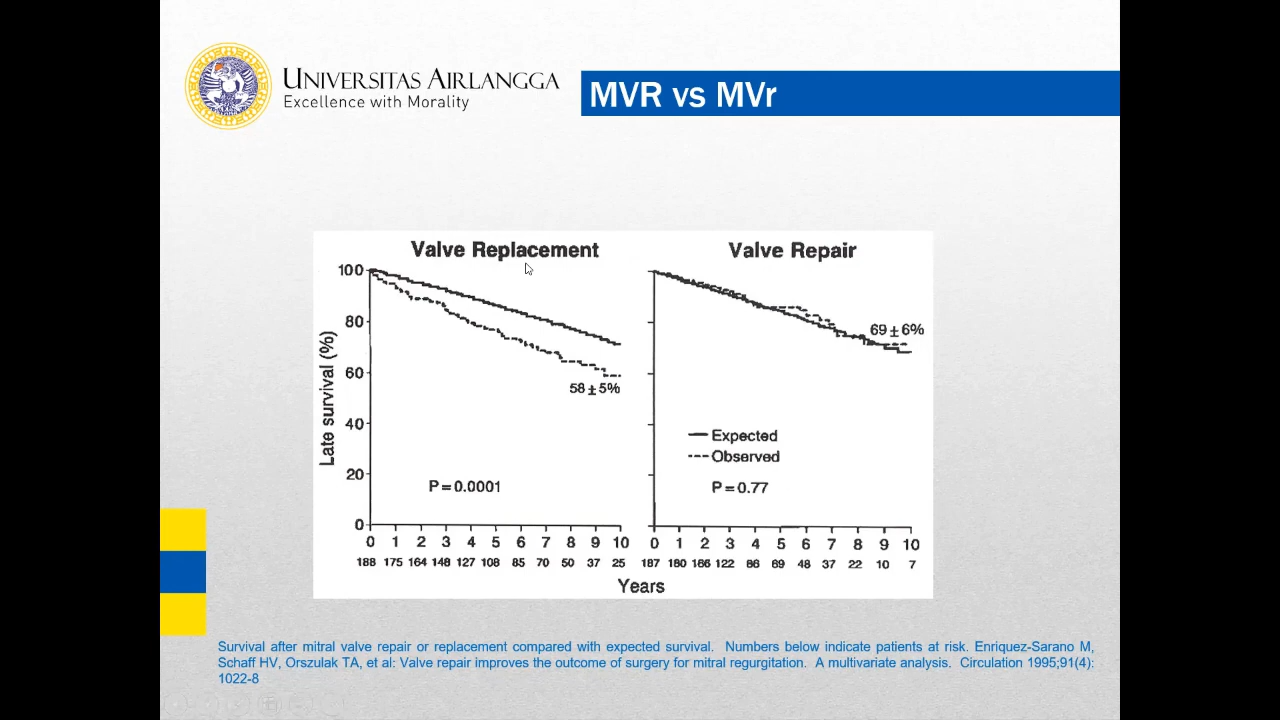 UNIVERSITAS AIRLANGGA
Excellence with Morality
MVR vs MVr
Valve Replacement
Valve Repair
100
80
60
40
20
0
Late survival (%)
58 ± 5%
69 ± 6%
Expected
Observed
P = 0.0001
P = 0.77
0 1 2 3 4 5 6 7 8 9 10
188 175 164 148 127 108 85 70 50 37 25
0 1 2 3 4 5 6 7 8 9 10
187 180 166 122 86 69 48 37 22 10 7
Years
Survival after mitral valve repair or replacement compared with expected survival. Numbers below indicate patients at risk. Enriquez-Sarano M,
Schaff HV, Orszulak TA, et al: Valve repair improves the outcome of surgery for mitral regurgitation. A multivariate analysis. Circulation 1995;91(4):
1022-8